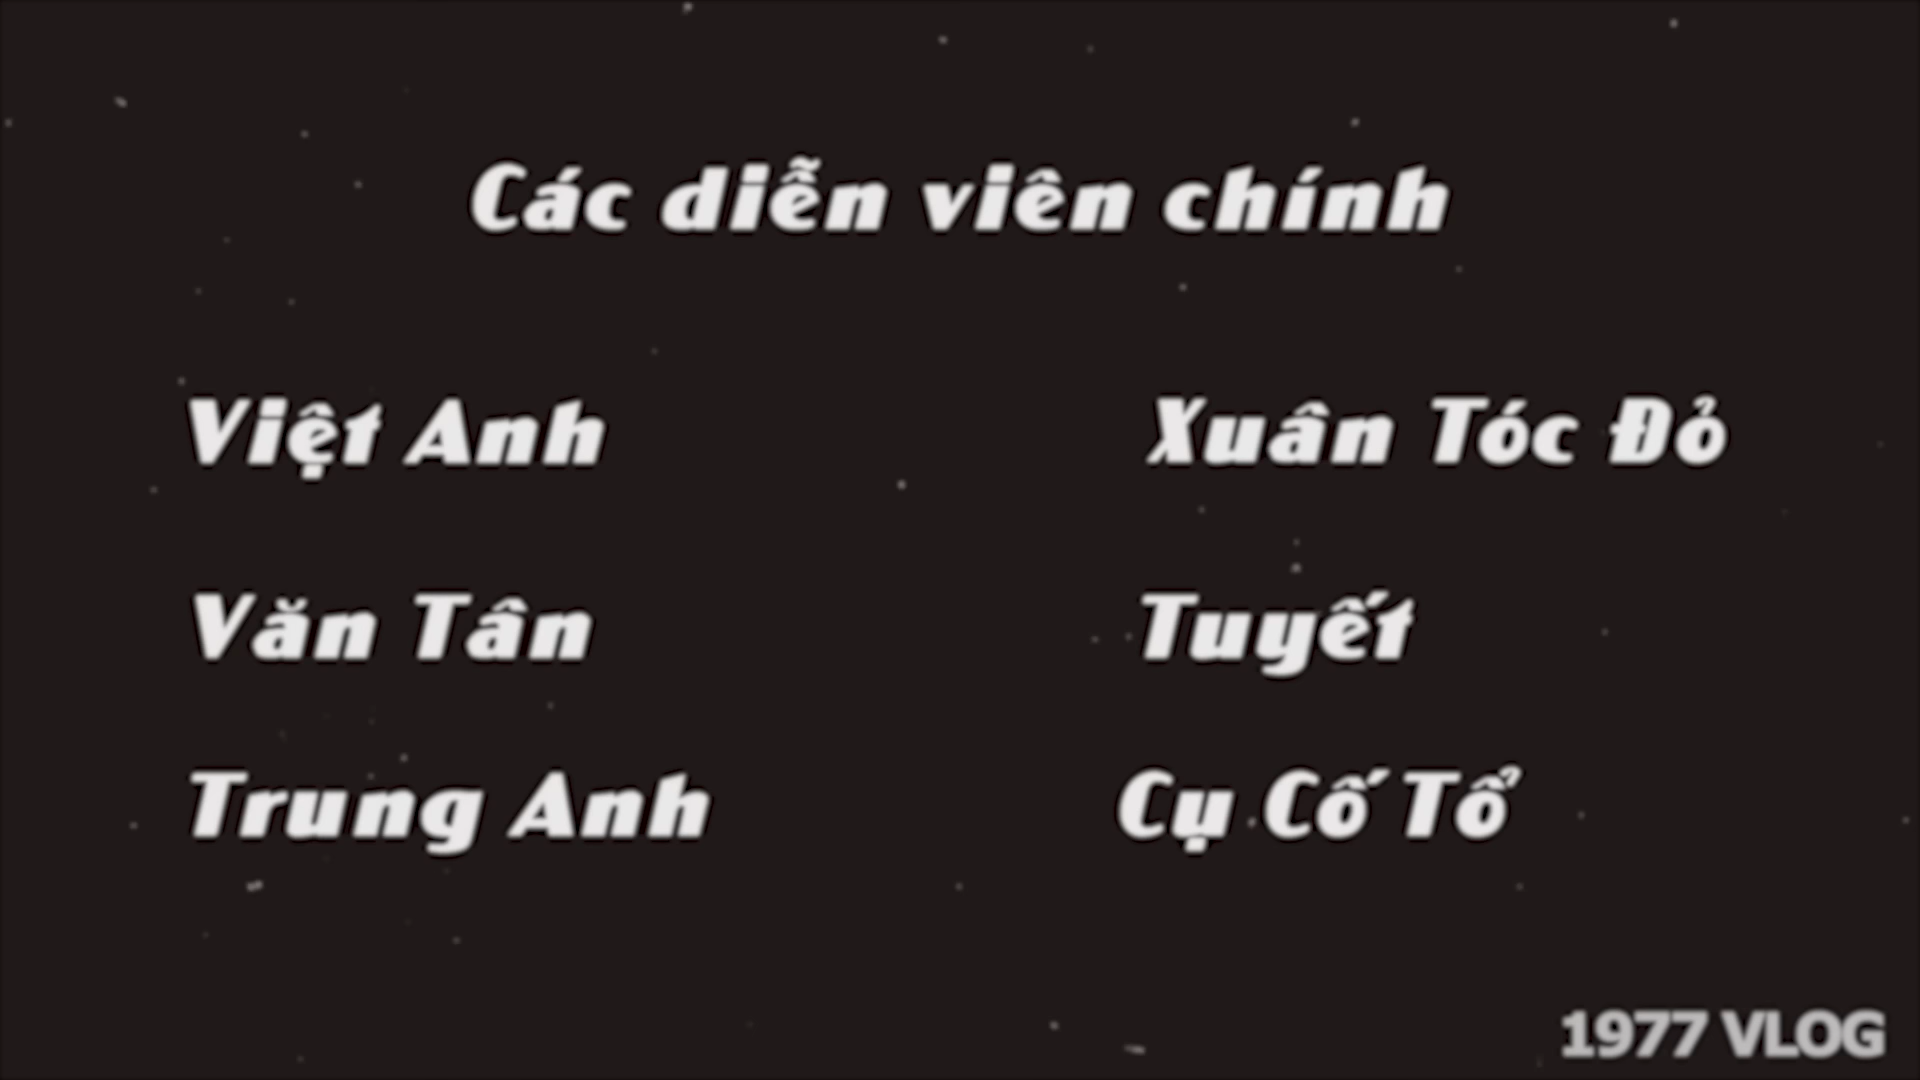 Các diễn viên chính
Việt Anh Xuân Tóc Đỏ
Văn Tân Tuyết
Trung Anh Cụ Cố Tổ
1977 VLOG